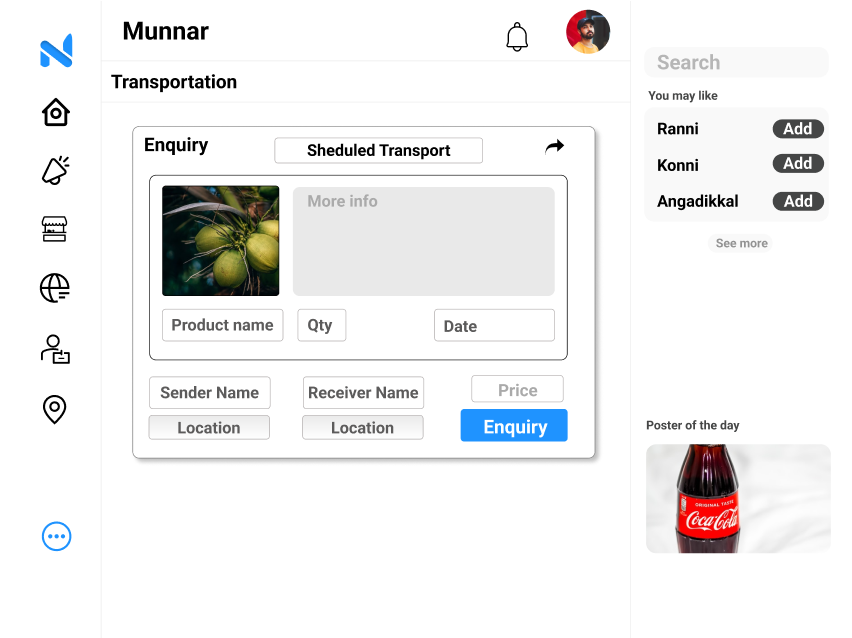 Munnar
Transportation
Enquiry
Sheduled Transport
More info
Product name
Qty
Date
Sender Name
Receiver Name
Price
Location
Location
Enquiry
Search
You may like
Ranni
Add
Konni
Add
Angadikkal
Add
See more
Poster of the day
ORIGINAL TASTE
Coca-Cola